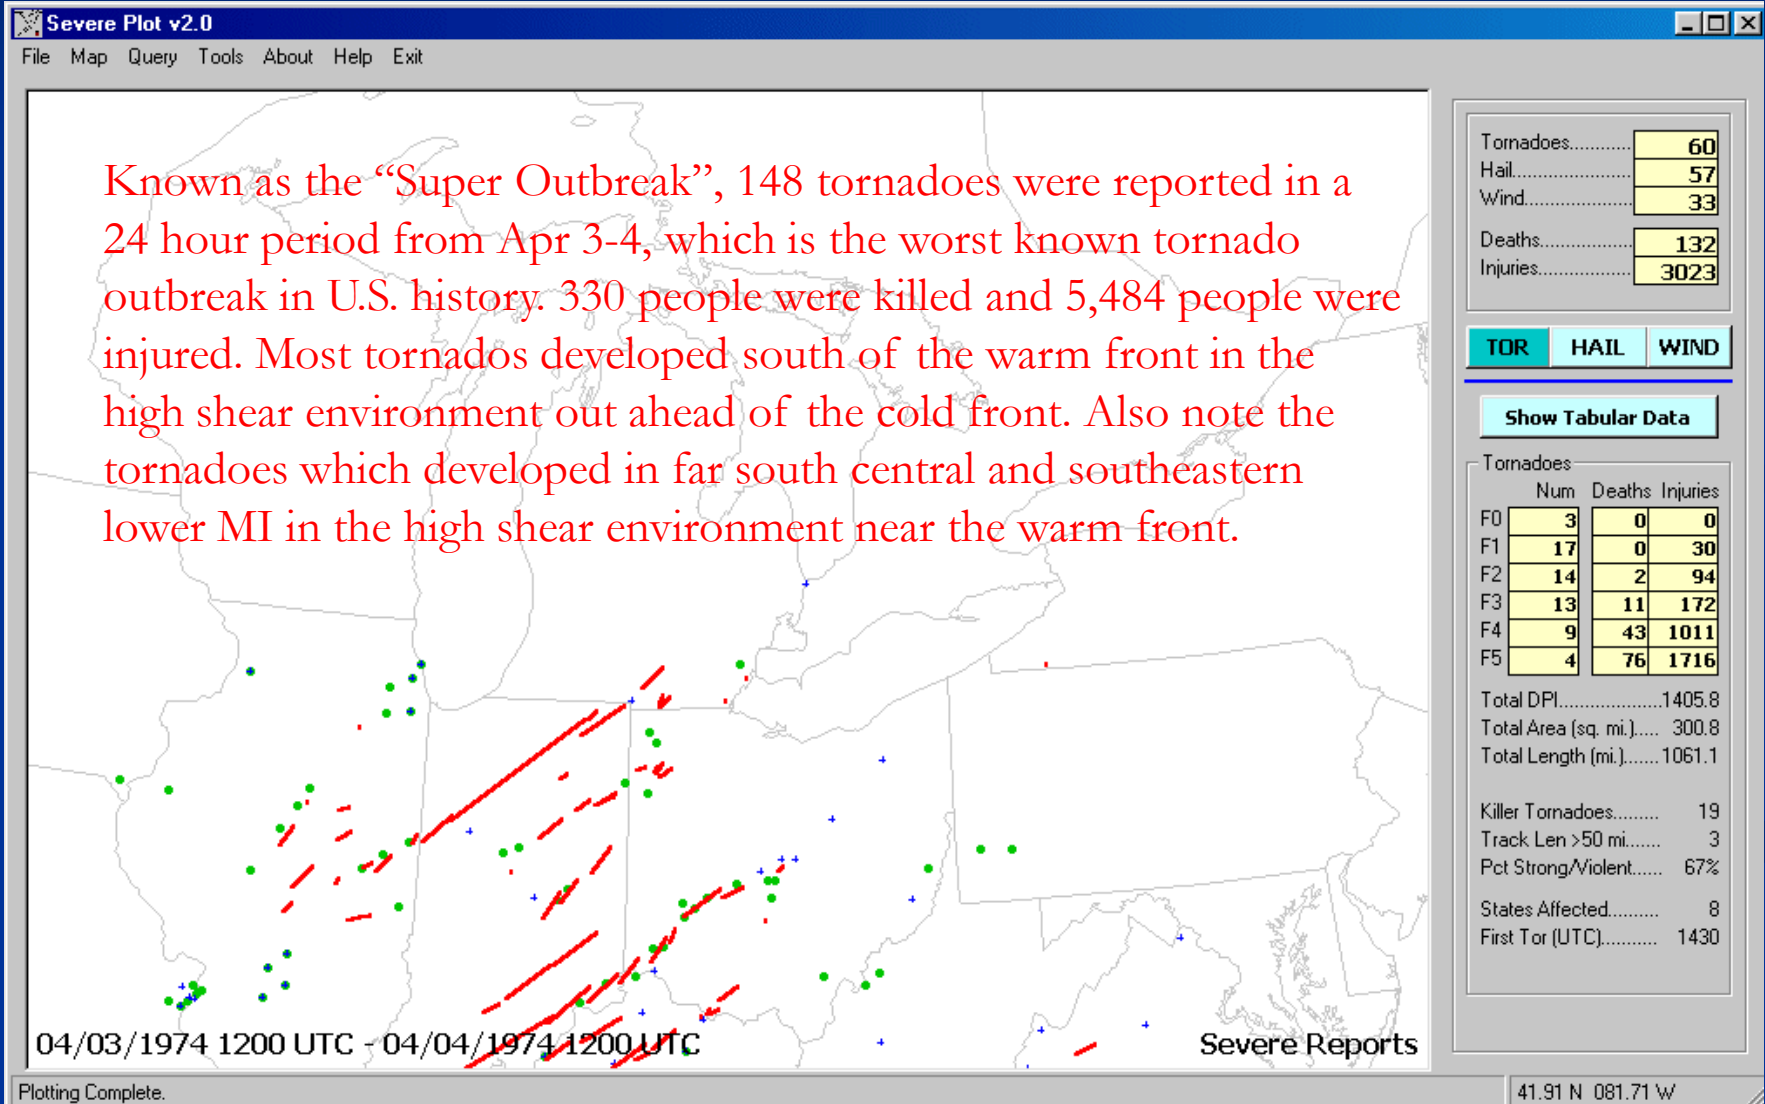 Severe Plot v2.0
File Map Query Tools About Help Exit
Known as the “Super Outbreak”, 148 tornadoes were reported in a
24 hour period from Apr 3-4, which is the worst known tornado
outbreak in U.S. history. 330 people were killed and 5,484 people were
injured. Most tornados developed south of the warm front in the
high shear environment out ahead of the cold front. Also note the
tornadoes which developed in far south central and southeastern
lower MI in the high shear environment near the warm front.
04/03/1974 1200 UTC - 04/04/1974 1200 UTC
Severe Reports
Tornadoes........... 60
Hail...................... 57
Wind.................... 33
Deaths................. 132
Injuries................. 3023
TOR HAIL WIND
Show Tabular Data
Tornadoes
Num Deaths Injuries
F0 3 0 0
F1 17 0 30
F2 14 2 94
F3 13 11 172
F4 9 43 1011
F5 4 76 1716
Total DPI...................1405.8
Total Area (sq. mi.)..... 300.8
Total Length (mi.).......1061.1
Killer Tornadoes......... 19
Track Len >50 mi....... 3
Pct Strong/Violent...... 67%
States Affected.......... 8
First Tor (UTC).......... 1430
Plotting Complete.
41.91 N 081.71 W